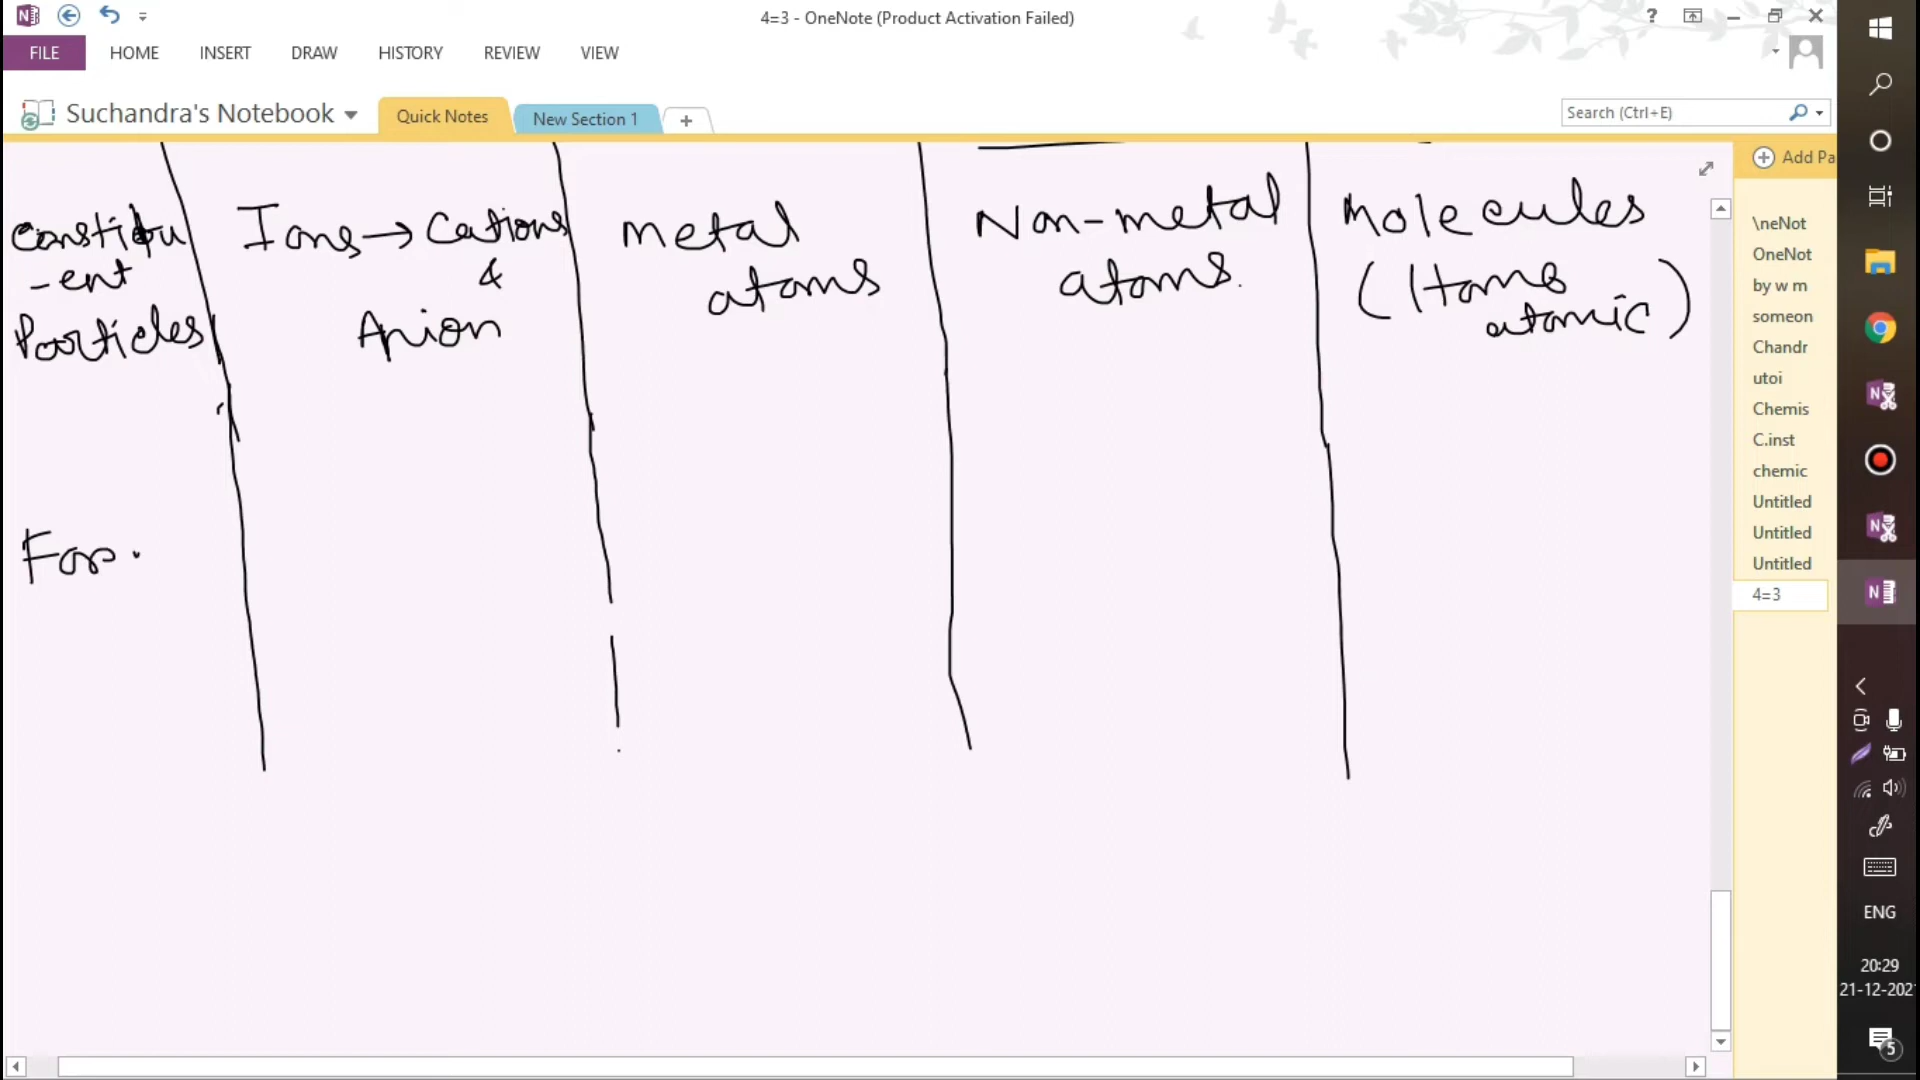 4=3 - OneNote (Product Activation Failed)
FILE HOME INSERT DRAW HISTORY REVIEW VIEW
Suchandra's Notebook
Quick Notes
New Section 1
Search (Ctrl+E)
Add Pa
Constitu
-ent
Particles
Ions → Cations
&
Anion
metal
atoms
Non-metal
atoms.
Molecules
(Homo
atomic)
For.
\neNot
OneNot
by w m
someon
Chandr
utoi
Chemis
C.inst
chemic
Untitled
Untitled
Untitled
4=3
ENG
20:29
21-12-202
5